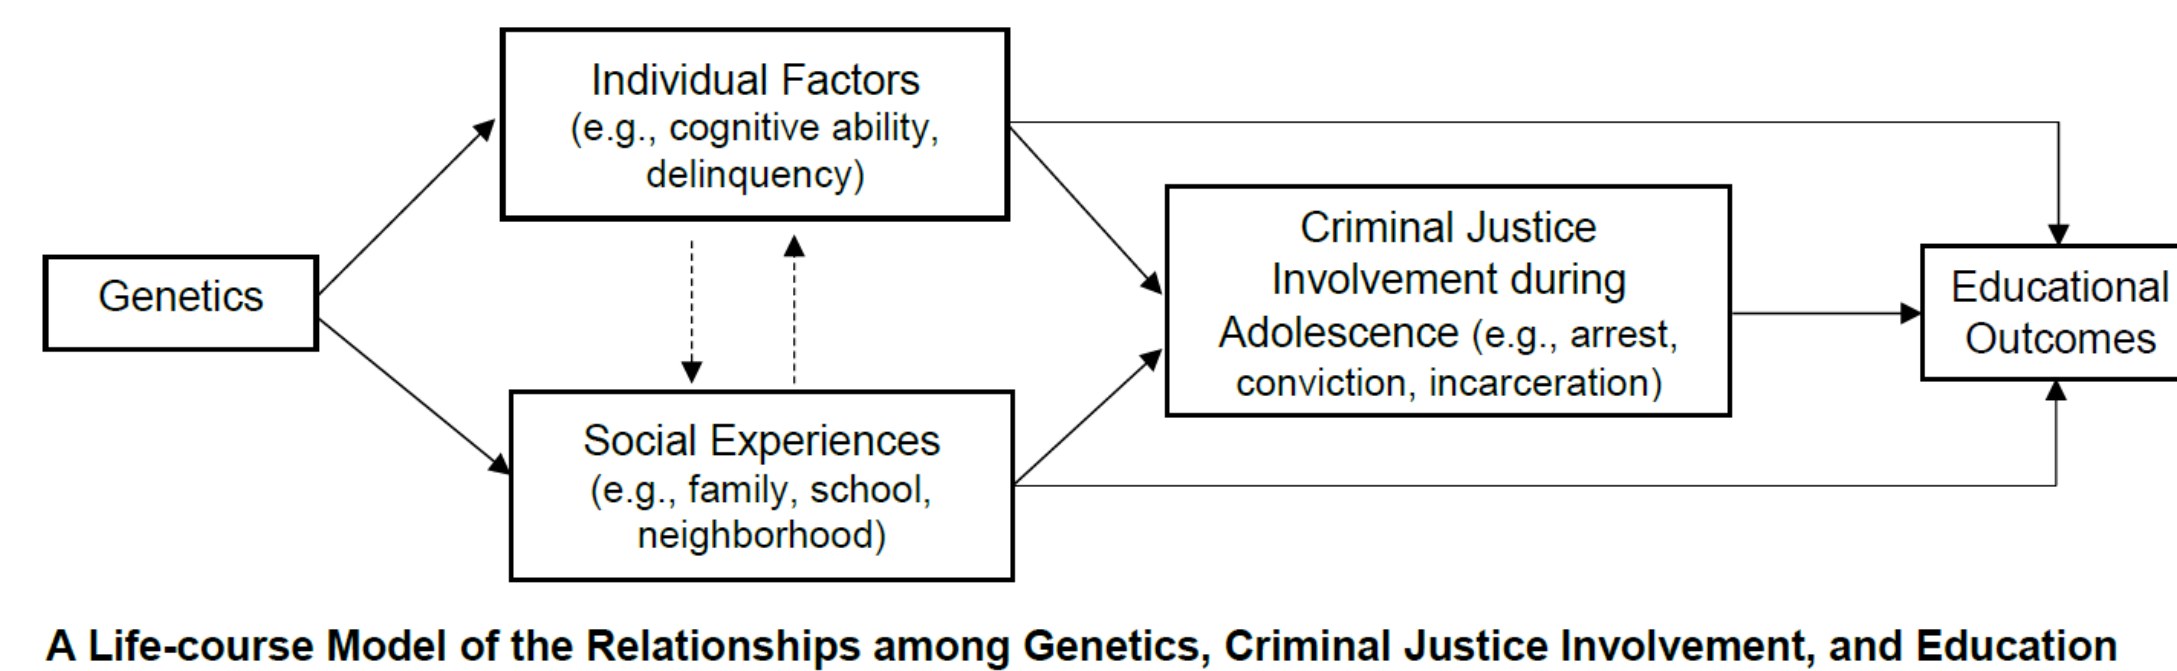 Individual Factors
(e.g., cognitive ability,
delinquency)
Genetics
Social Experiences
(e.g., family, school,
neighborhood)
Criminal Justice
Involvement during
Adolescence (e.g., arrest,
conviction, incarceration)
Educational
Outcomes
A Life-course Model of the Relationships among Genetics, Criminal Justice Involvement, and Education